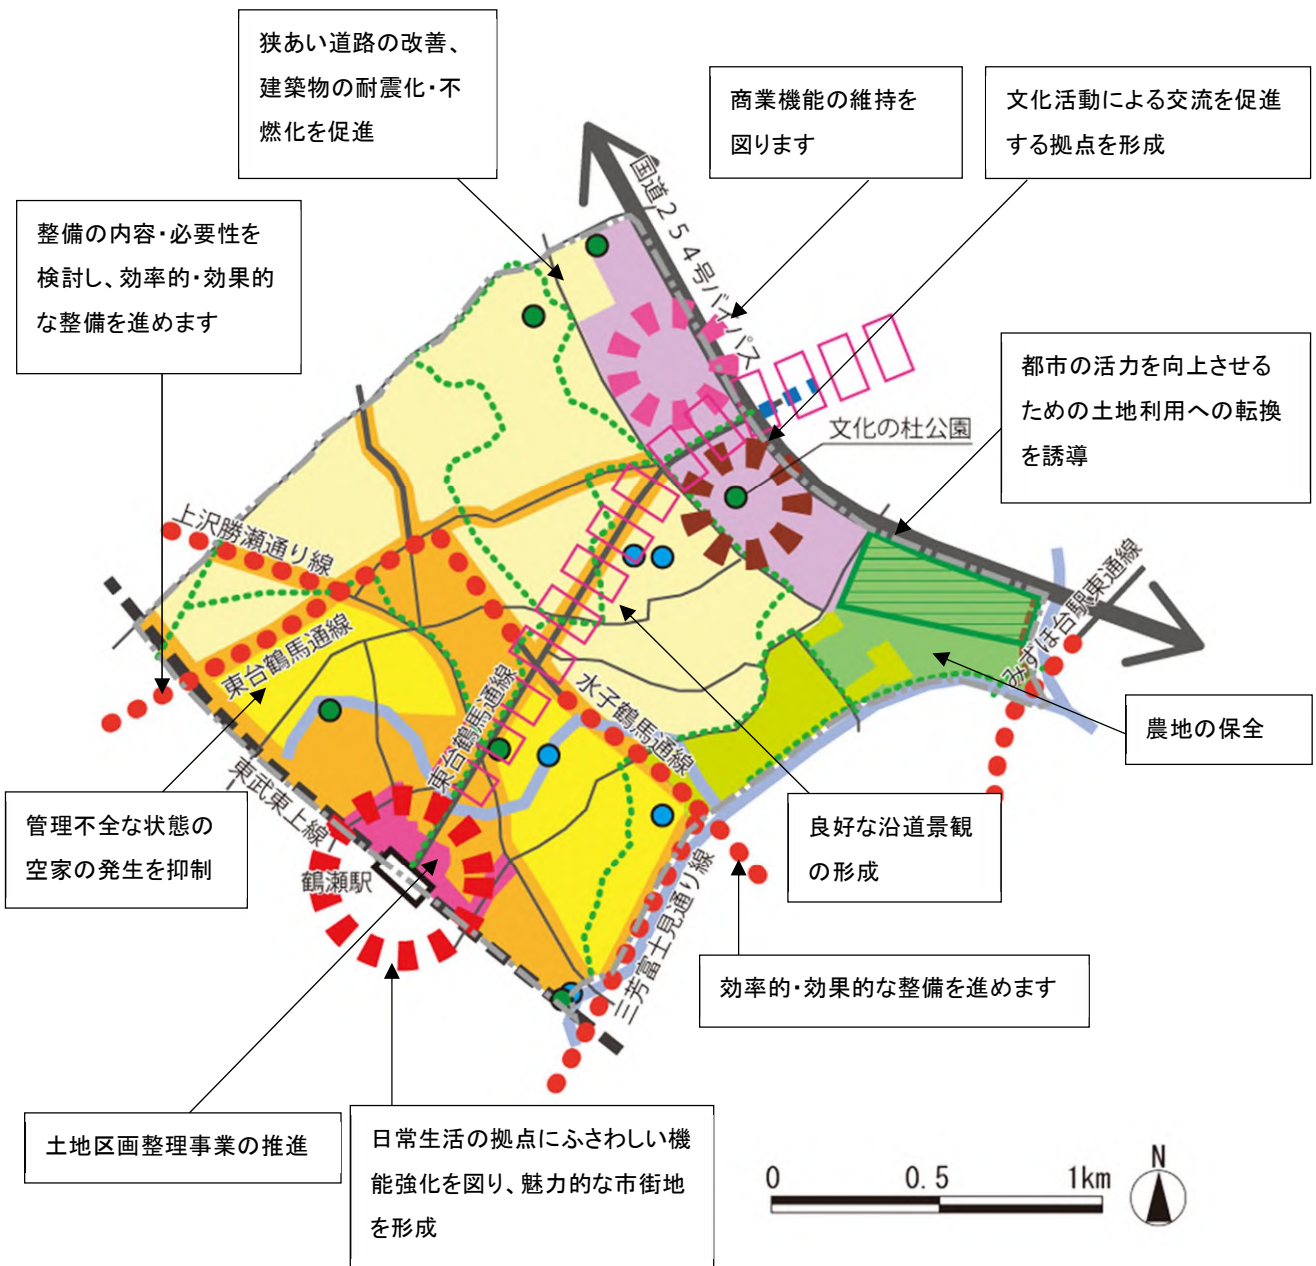 狭あい道路の改善、
建築物の耐震化・不
燃化を促進
商業機能の維持を
図ります
文化活動による交流を促進
する拠点を形成
整備の内容・必要性を
検討し、効率的・効果的
な整備を進めます
国道254号バイパス
都市の活力を向上させる
ための土地利用への転換
を誘導
文化の杜公園
上沢勝瀬通り線
東台鶴馬通線
みずほ台駅東通線
水子鶴馬通線
東台鶴馬通線
農地の保全
東武東上線
管理不全な状態の
空家の発生を抑制
良好な沿道景観
の形成
鶴瀬駅
三芳富士見通り線
効率的・効果的な整備を進めます
土地区画整理事業の推進
日常生活の拠点にふさわしい機
能強化を図り、魅力的な市街地
を形成
0 0.5 1km
N